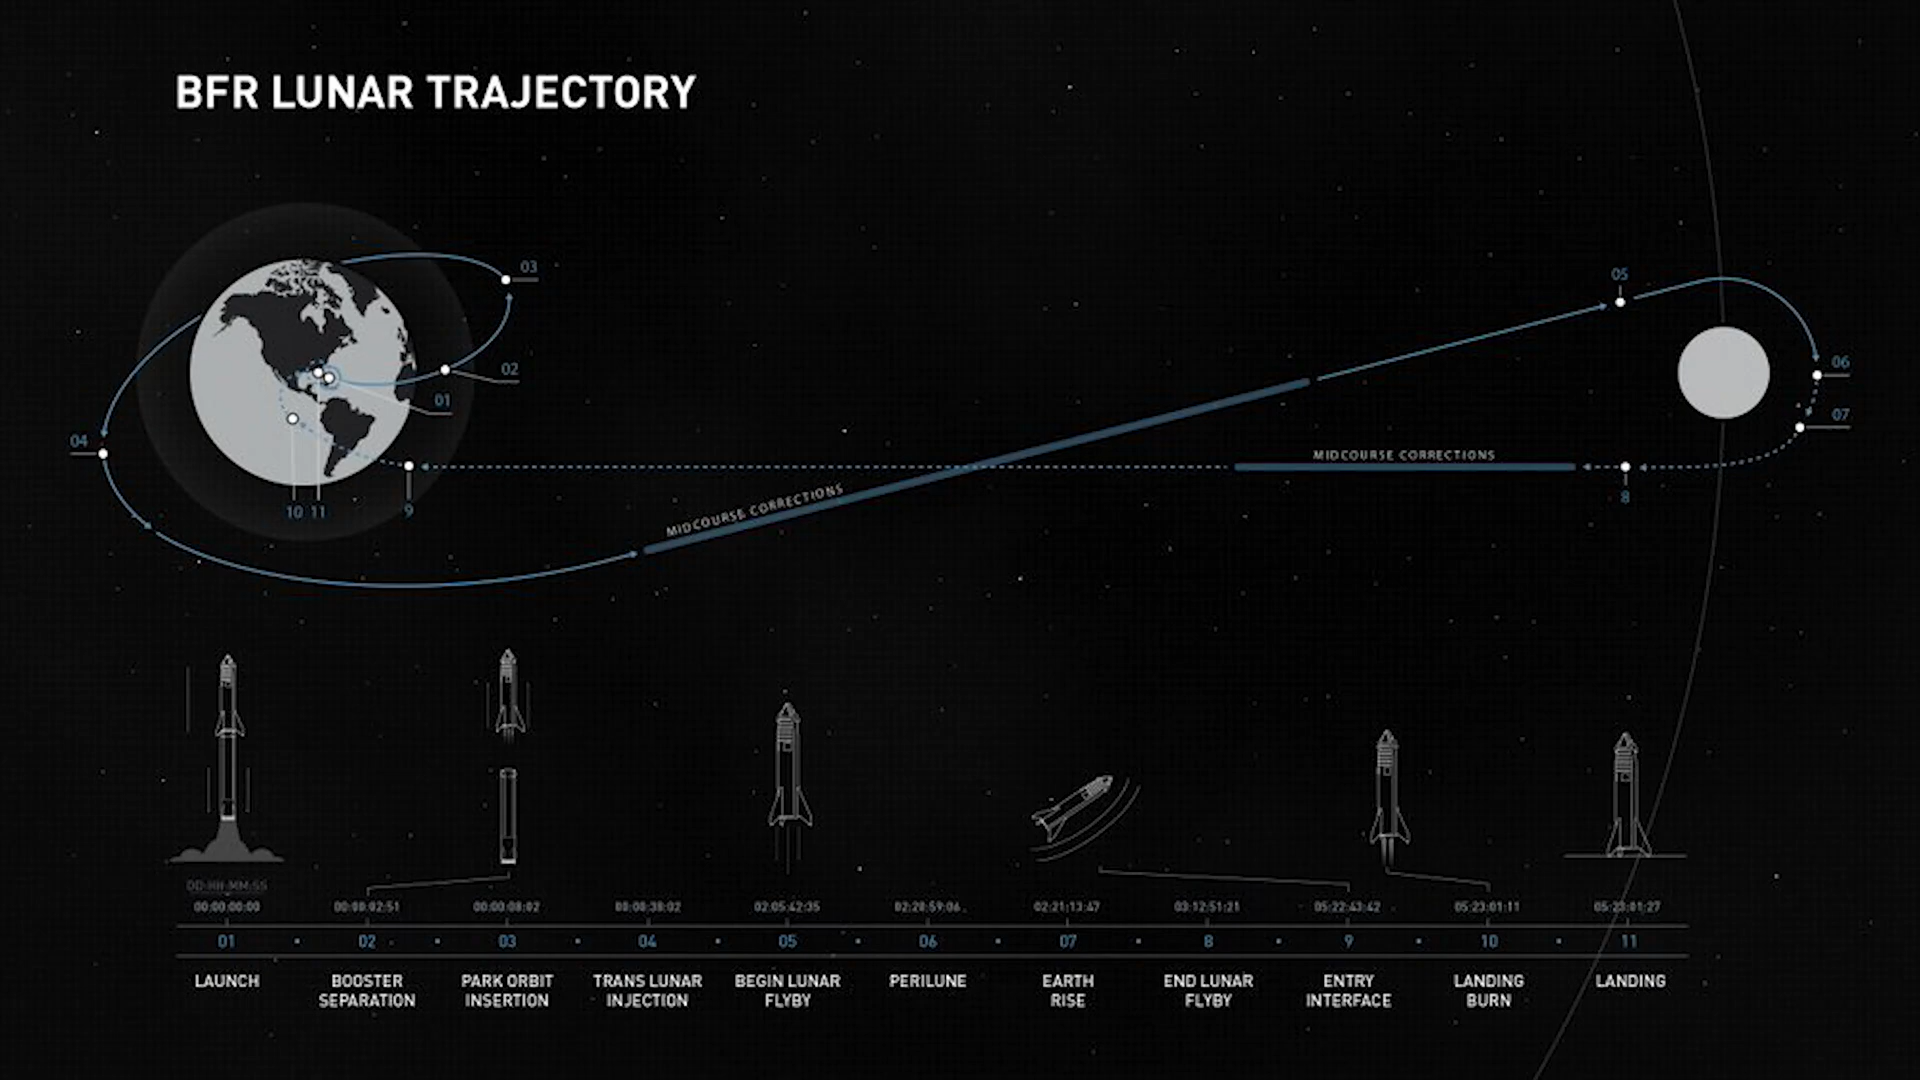 BFR LUNAR TRAJECTORY
03
02
01
04
10 11
9
MIDCOURSE CORRECTIONS
05
06
07
MIDCOURSE CORRECTIONS
8
DD:HH:MM:SS
00:00:00:00 00:00:02:51 00:00:08:02 00:00:38:02 02:05:42:35 02:20:59:06 02:21:13:47 03:12:51:21 05:22:43:42 05:23:01:11 05:23:01:27
01 02 03 04 05 06 07 8 9 10 11
LAUNCH BOOSTER PARK ORBIT TRANS LUNAR BEGIN LUNAR PERILUNE EARTH END LUNAR ENTRY LANDING LANDING
SEPARATION INSERTION INJECTION FLYBY RISE FLYBY INTERFACE BURN